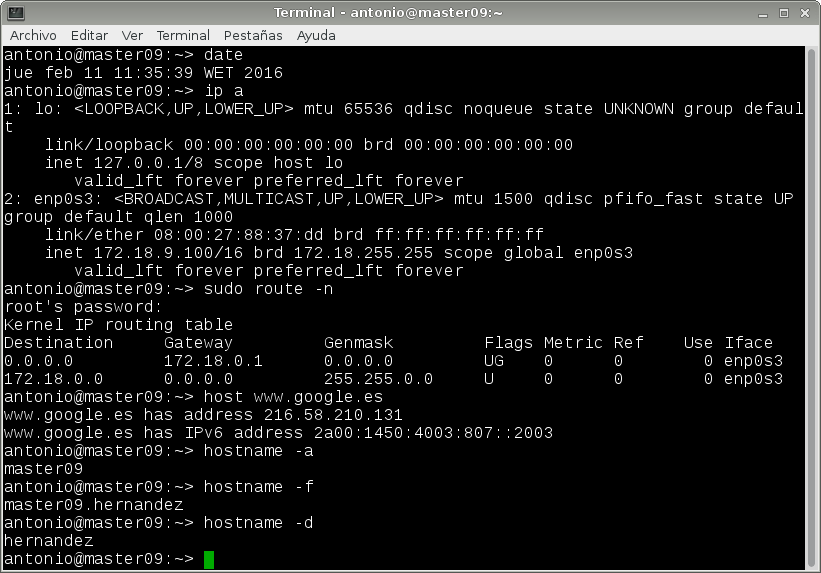 Terminal - antonio@master09:~
Archivo Editar Ver Terminal Pestañas Ayuda
antonio@master09:~> date
jue feb 11 11:35:39 WET 2016
antonio@master09:~> ip a
1: lo: <LOOPBACK,UP,LOWER_UP> mtu 65536 qdisc noqueue state UNKNOWN group defaul
t
    link/loopback 00:00:00:00:00:00 brd 00:00:00:00:00:00
    inet 127.0.0.1/8 scope host lo
       valid_lft forever preferred_lft forever
2: enp0s3: <BROADCAST,MULTICAST,UP,LOWER_UP> mtu 1500 qdisc pfifo_fast state UP
group default qlen 1000
    link/ether 08:00:27:88:37:dd brd ff:ff:ff:ff:ff:ff
    inet 172.18.9.100/16 brd 172.18.255.255 scope global enp0s3
       valid_lft forever preferred_lft forever
antonio@master09:~> sudo route -n
root's password:
Kernel IP routing table
Destination     Gateway         Genmask         Flags Metric Ref    Use Iface
0.0.0.0         172.18.0.1      0.0.0.0         UG    0      0        0 enp0s3
172.18.0.0      0.0.0.0         255.255.0.0     U     0      0        0 enp0s3
antonio@master09:~> host www.google.es
www.google.es has address 216.58.210.131
www.google.es has IPv6 address 2a00:1450:4003:807::2003
antonio@master09:~> hostname -a
master09
antonio@master09:~> hostname -f
master09.hernandez
antonio@master09:~> hostname -d
hernandez
antonio@master09:~>